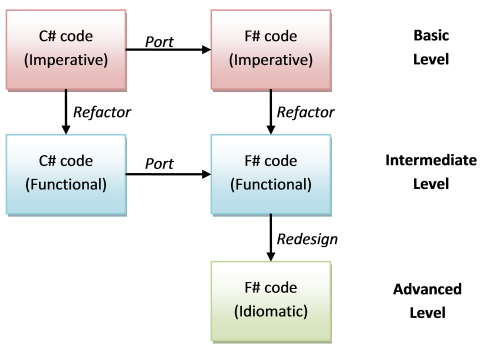 C# code
(Imperative)
Port
F# code
(Imperative)
Basic
Level
Refactor
Refactor
C# code
(Functional)
Port
F# code
(Functional)
Intermediate
Level
Redesign
F# code
(Idiomatic)
Advanced
Level